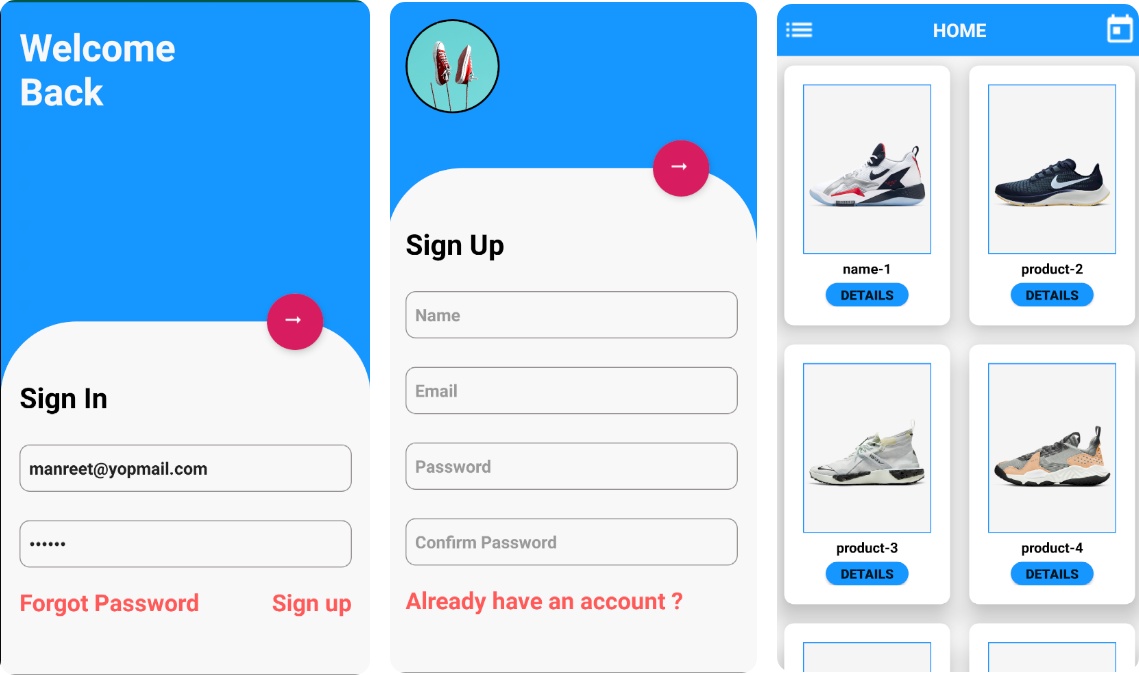 Welcome
Back
Sign In
manreet@yopmail.com
••••••
Forgot Password
Sign up
→
Sign Up
Name
Email
Password
Confirm Password
Already have an account ?
HOME
name-1
DETAILS
product-2
DETAILS
product-3
DETAILS
product-4
DETAILS